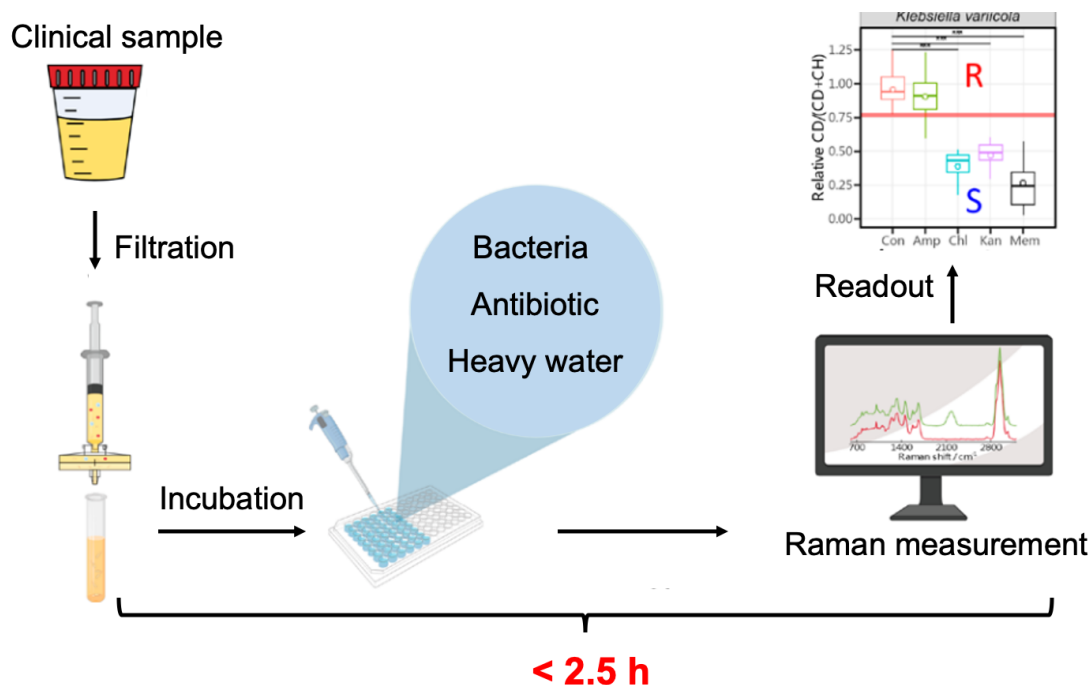 Clinical sample
Filtration
Incubation
Bacteria
Antibiotic
Heavy water
Klebsiella variicola
Relative CD/(CD+CH)
1.25
1.00
0.75
0.50
0.25
0.00
R
S
Con Amp Chl Kan Mem
Readout
700 1400 2100 2800
Raman shift/cm⁻¹
Raman measurement
< 2.5 h